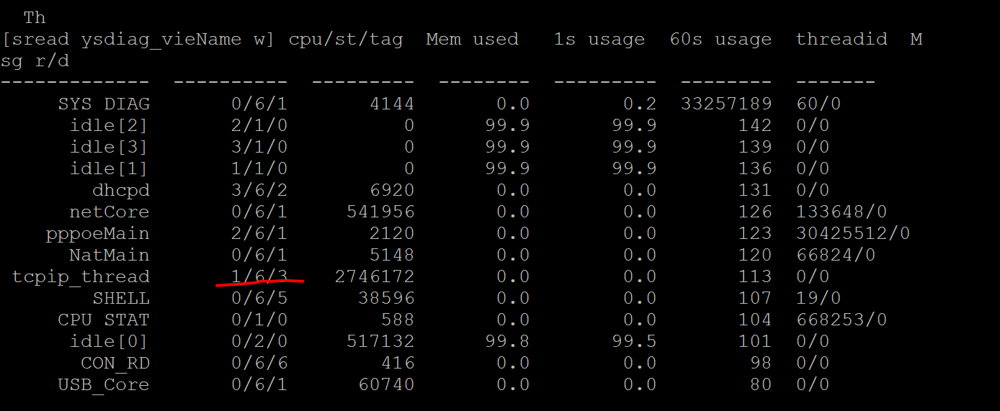 Th
[sread ysdiag_vieName w] cpu/st/tag Mem used 1s usage 60s usage threadid M
sg r/d
------------- ---------- --------- -------- --------- -------- -------
SYS DIAG 0/6/1 4144 0.0 0.2 33257189 60/0
idle[2] 2/1/0 0 99.9 99.9 142 0/0
idle[3] 3/1/0 0 99.9 99.9 139 0/0
idle[1] 1/1/0 0 99.9 99.9 136 0/0
dhcpd 3/6/2 6920 0.0 0.0 131 0/0
netCore 0/6/1 541956 0.0 0.0 126 133648/0
pppoeMain 2/6/1 2120 0.0 0.0 123 30425512/0
NatMain 0/6/1 5148 0.0 0.0 120 66824/0
tcpip_thread 1/6/3 2746172 0.0 0.0 113 0/0
SHELL 0/6/5 38596 0.0 0.0 107 19/0
CPU STAT 0/1/0 588 0.0 0.0 104 668253/0
idle[0] 0/2/0 517132 99.8 99.5 101 0/0
CON_RD 0/6/6 416 0.0 0.0 98 0/0
USB_Core 0/6/1 60740 0.0 0.0 80 0/0